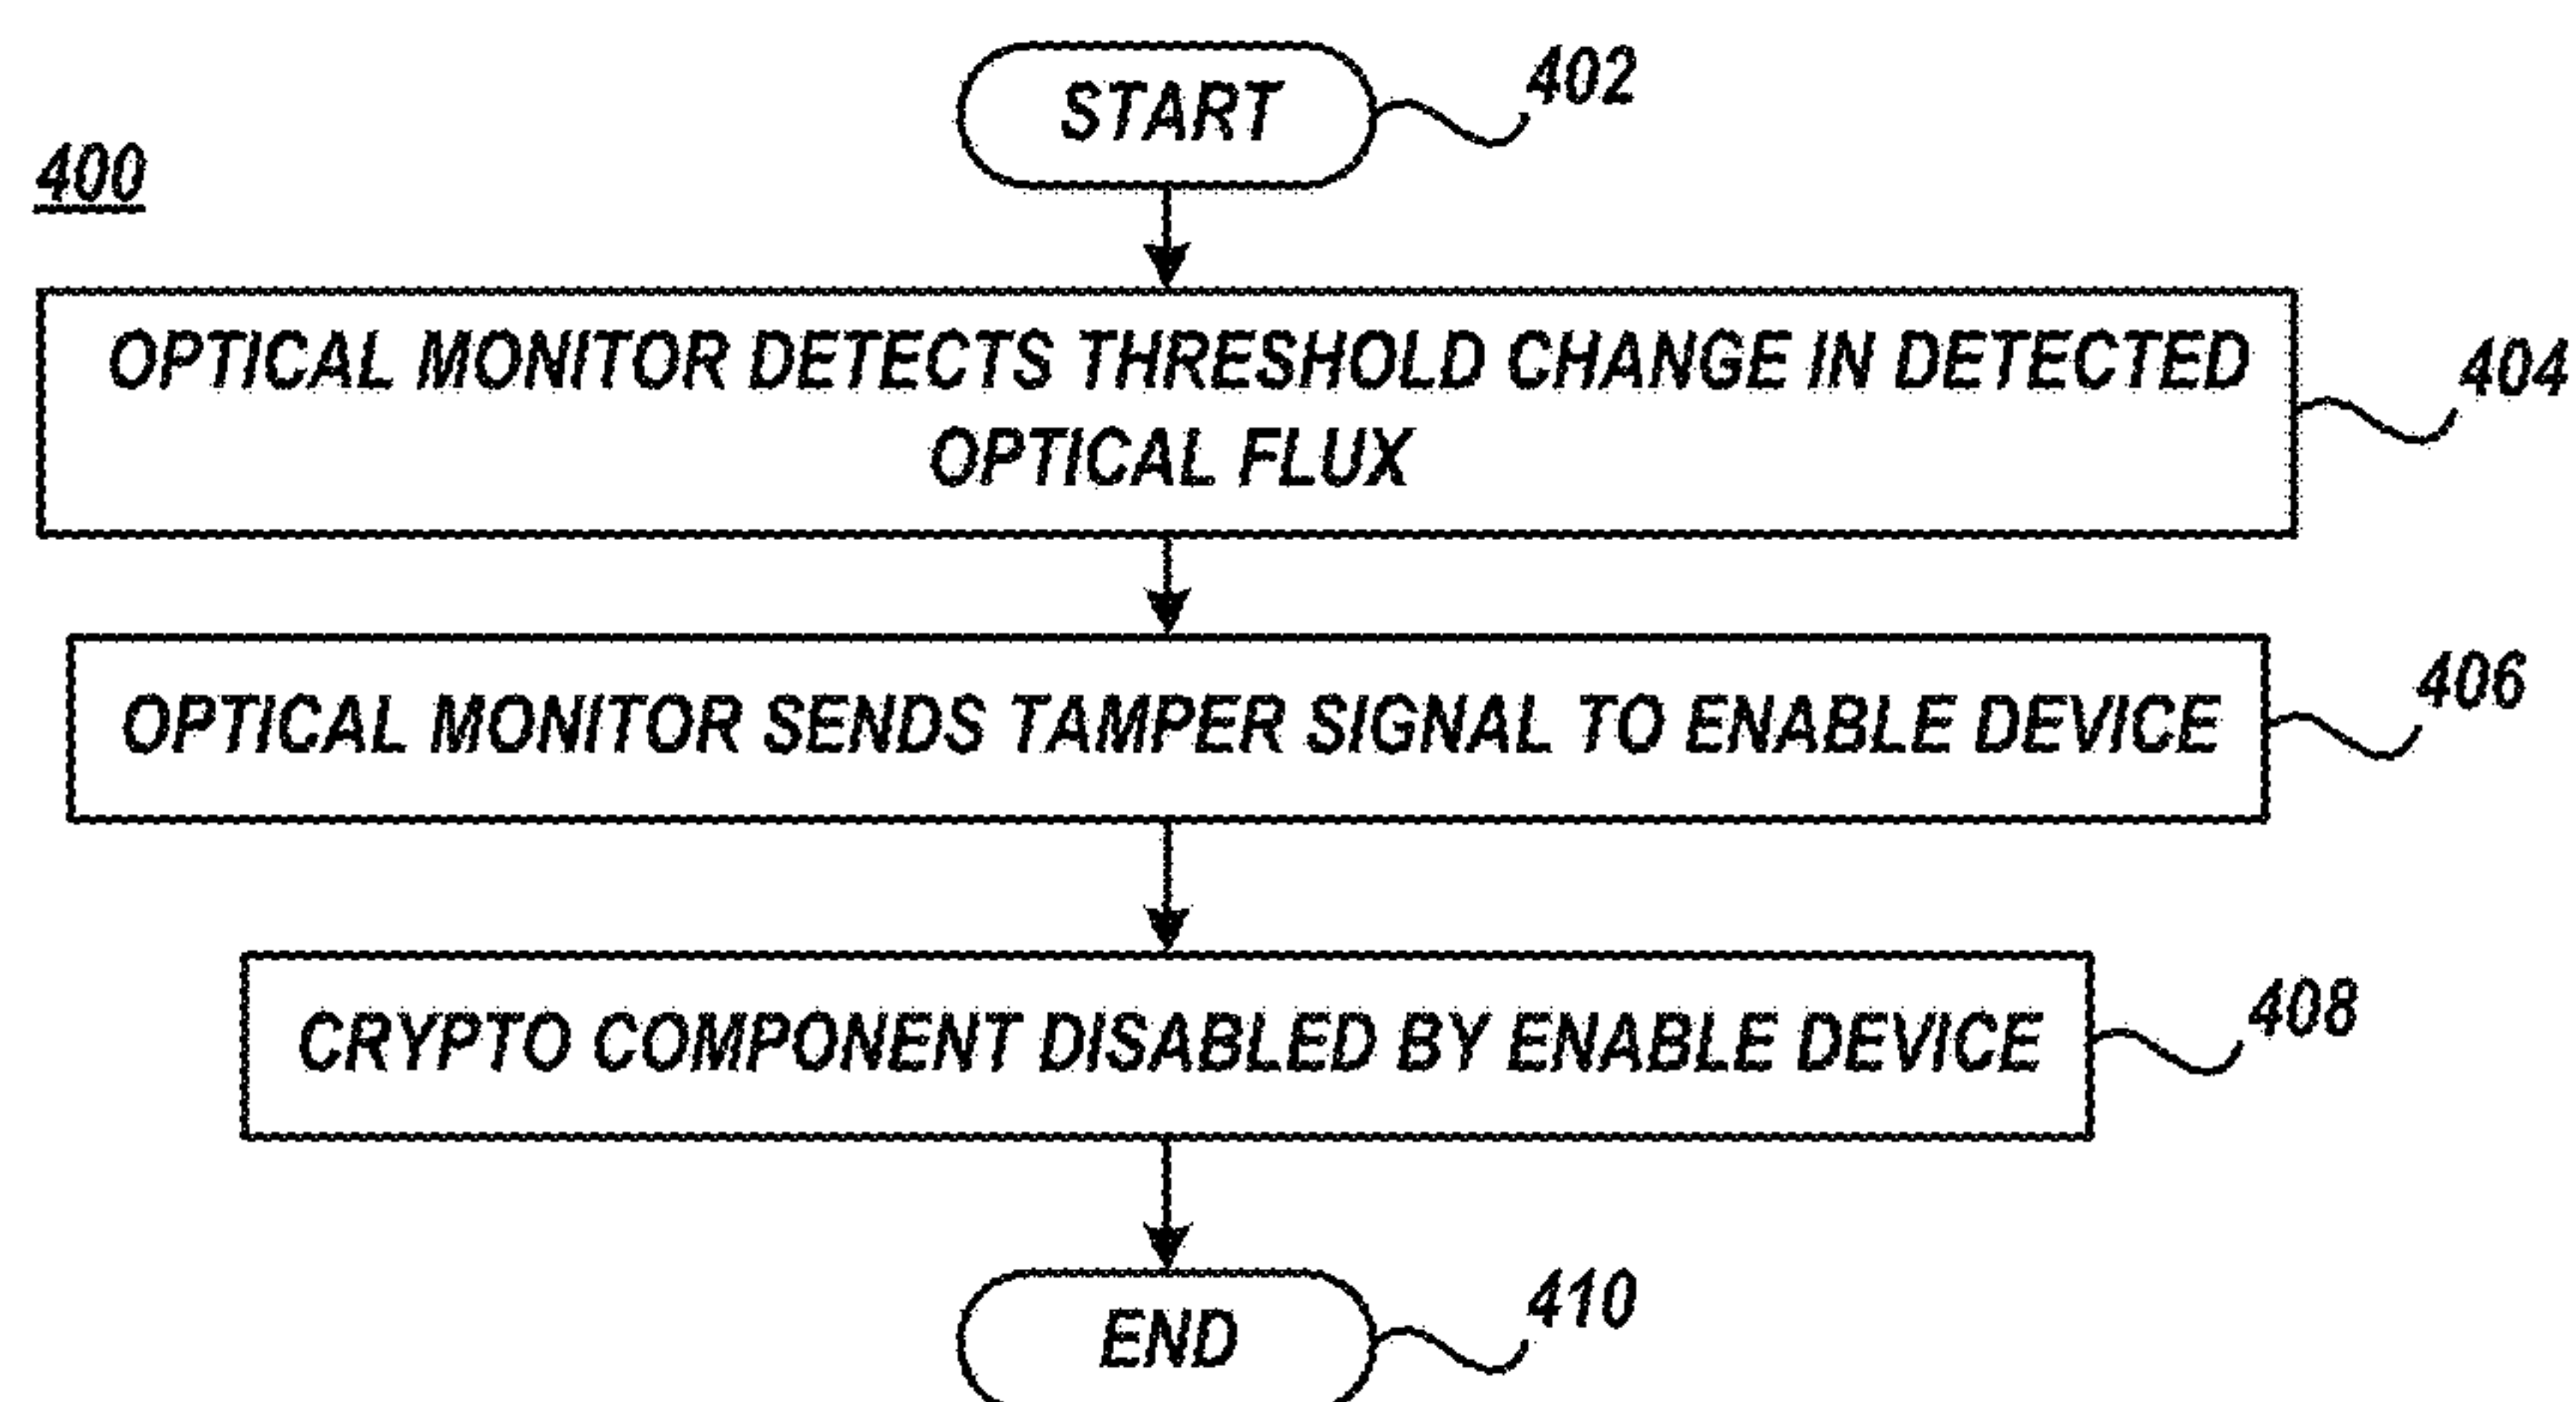 START
402
400
OPTICAL MONITOR DETECTS THRESHOLD CHANGE IN DETECTED
OPTICAL FLUX
404
OPTICAL MONITOR SENDS TAMPER SIGNAL TO ENABLE DEVICE
406
CRYPTO COMPONENT DISABLED BY ENABLE DEVICE
408
END
410